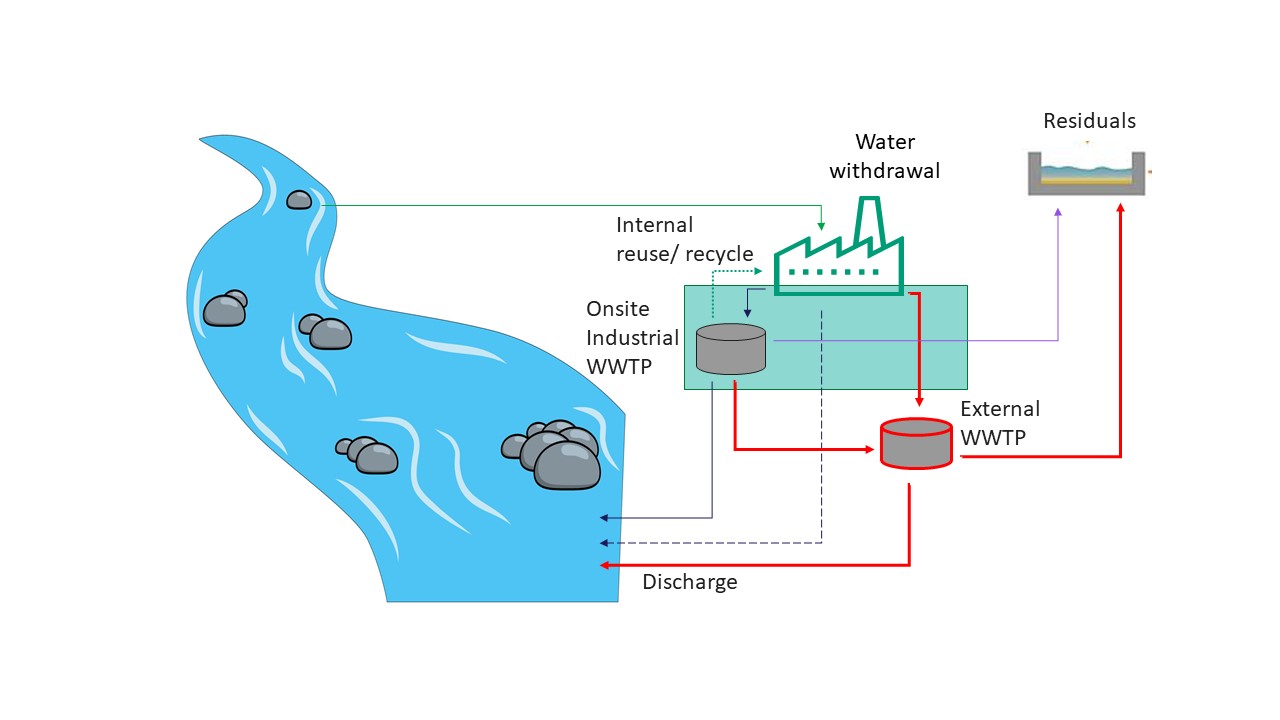 Residuals
Water
withdrawal
Internal
reuse/ recycle
Onsite
Industrial
WWTP
External
WWTP
Discharge